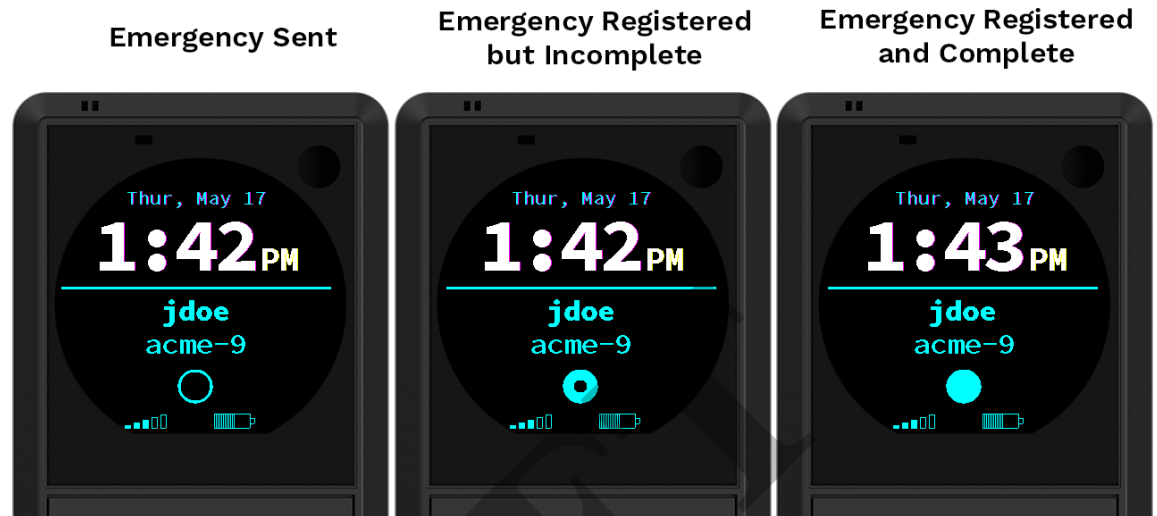 Emergency Sent
Emergency Registered
but Incomplete
Emergency Registered
and Complete
Thur, May 17
1:42PM
jdoe
acme-9
Thur, May 17
1:42PM
jdoe
acme-9
Thur, May 17
1:43PM
jdoe
acme-9